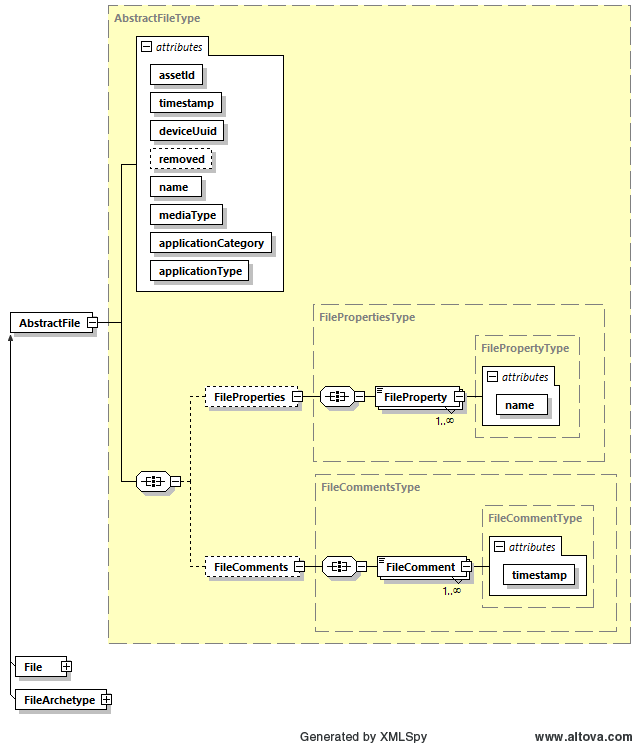 AbstractFileType
attributes
assetId
timestamp
deviceUuid
removed
name
mediaType
applicationCategory
applicationType
AbstractFile
FilePropertiesType
FilePropertyType
attributes
FileProperties
FileProperty
name
1..∞
FileCommentsType
FileCommentType
attributes
FileComments
FileComment
timestamp
1..∞
File
FileArchetype
Generated by XMLSpy www.altova.com